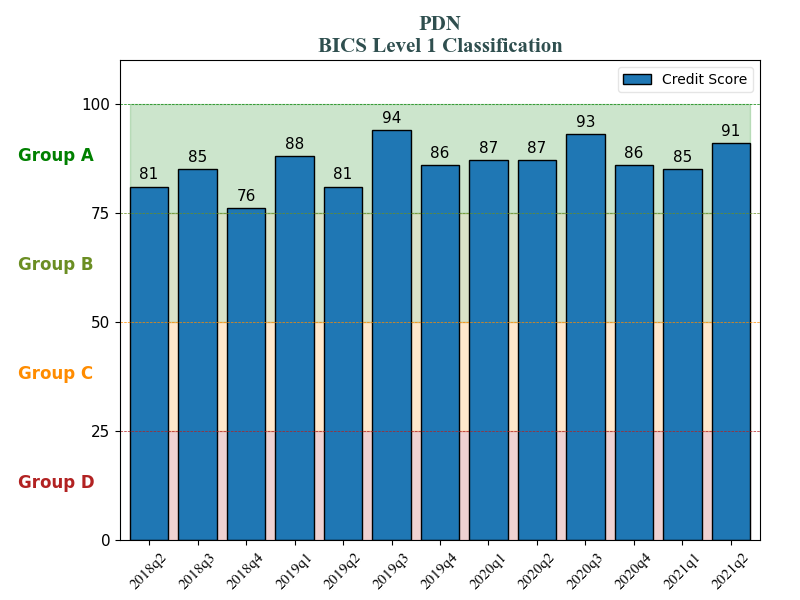 PDN
BICS Level 1 Classification
Credit Score
100
75
50
25
0
Group A
Group B
Group C
Group D
81
85
76
88
81
94
86
87
87
93
86
85
91
2018q2
2018q3
2018q4
2019q1
2019q2
2019q3
2019q4
2020q1
2020q2
2020q3
2020q4
2021q1
2021q2